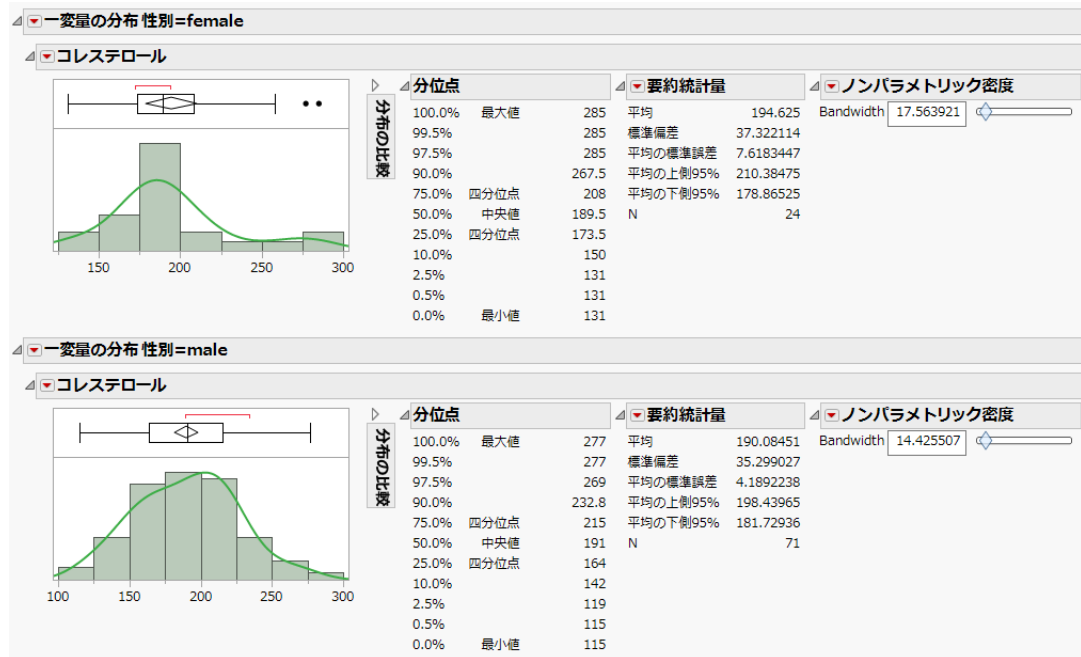 一変量の分布 性別=female
コレステロール
150 200 250 300
分布の比較
分位点
100.0% 最大値 285
99.5% 285
97.5% 285
90.0% 267.5
75.0% 四分位点 208
50.0% 中央値 189.5
25.0% 四分位点 173.5
10.0% 150
2.5% 131
0.5% 131
0.0% 最小値 131
要約統計量
平均 194.625
標準偏差 37.322114
平均の標準誤差 7.6183447
平均の上側95% 210.38475
平均の下側95% 178.86525
N 24
ノンパラメトリック密度
Bandwidth 17.563921
一変量の分布 性別=male
コレステロール
100 150 200 250 300
分布の比較
分位点
100.0% 最大値 277
99.5% 277
97.5% 269
90.0% 232.8
75.0% 四分位点 215
50.0% 中央値 191
25.0% 四分位点 164
10.0% 142
2.5% 119
0.5% 115
0.0% 最小値 115
要約統計量
平均 190.08451
標準偏差 35.299027
平均の標準誤差 4.1892238
平均の上側95% 198.43965
平均の下側95% 181.72936
N 71
ノンパラメトリック密度
Bandwidth 14.425507